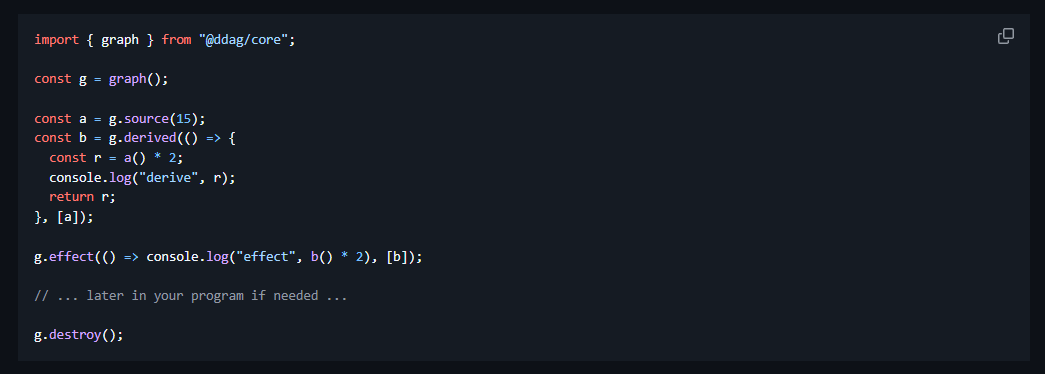 import { graph } from "@ddag/core";
const g = graph();
const a = g.source(15);
const b = g.derived(() => {
  const r = a() * 2;
  console.log("derive", r);
  return r;
}, [a]);
g.effect(() => console.log("effect", b() * 2), [b]);
// ... later in your program if needed ...
g.destroy();